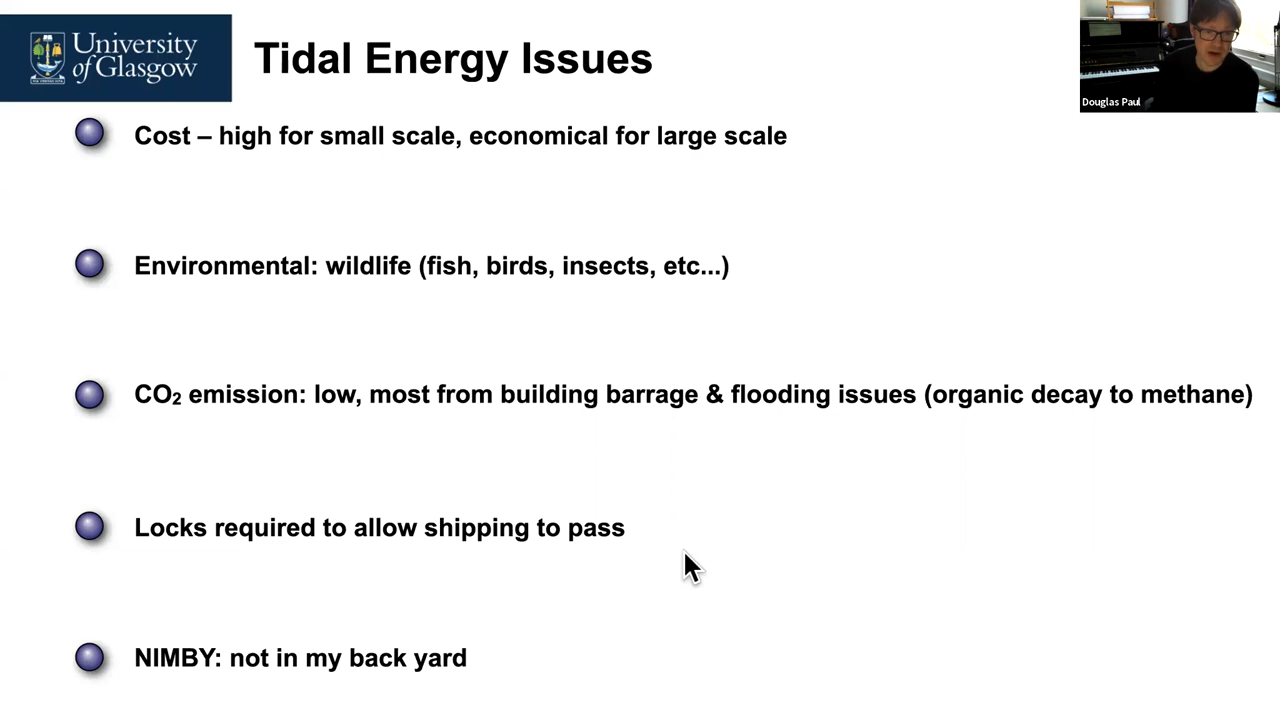 University
of Glasgow
Tidal Energy Issues
Douglas Paul
Cost – high for small scale, economical for large scale
Environmental: wildlife (fish, birds, insects, etc...)
CO₂ emission: low, most from building barrage & flooding issues (organic decay to methane)
Locks required to allow shipping to pass
NIMBY: not in my back yard